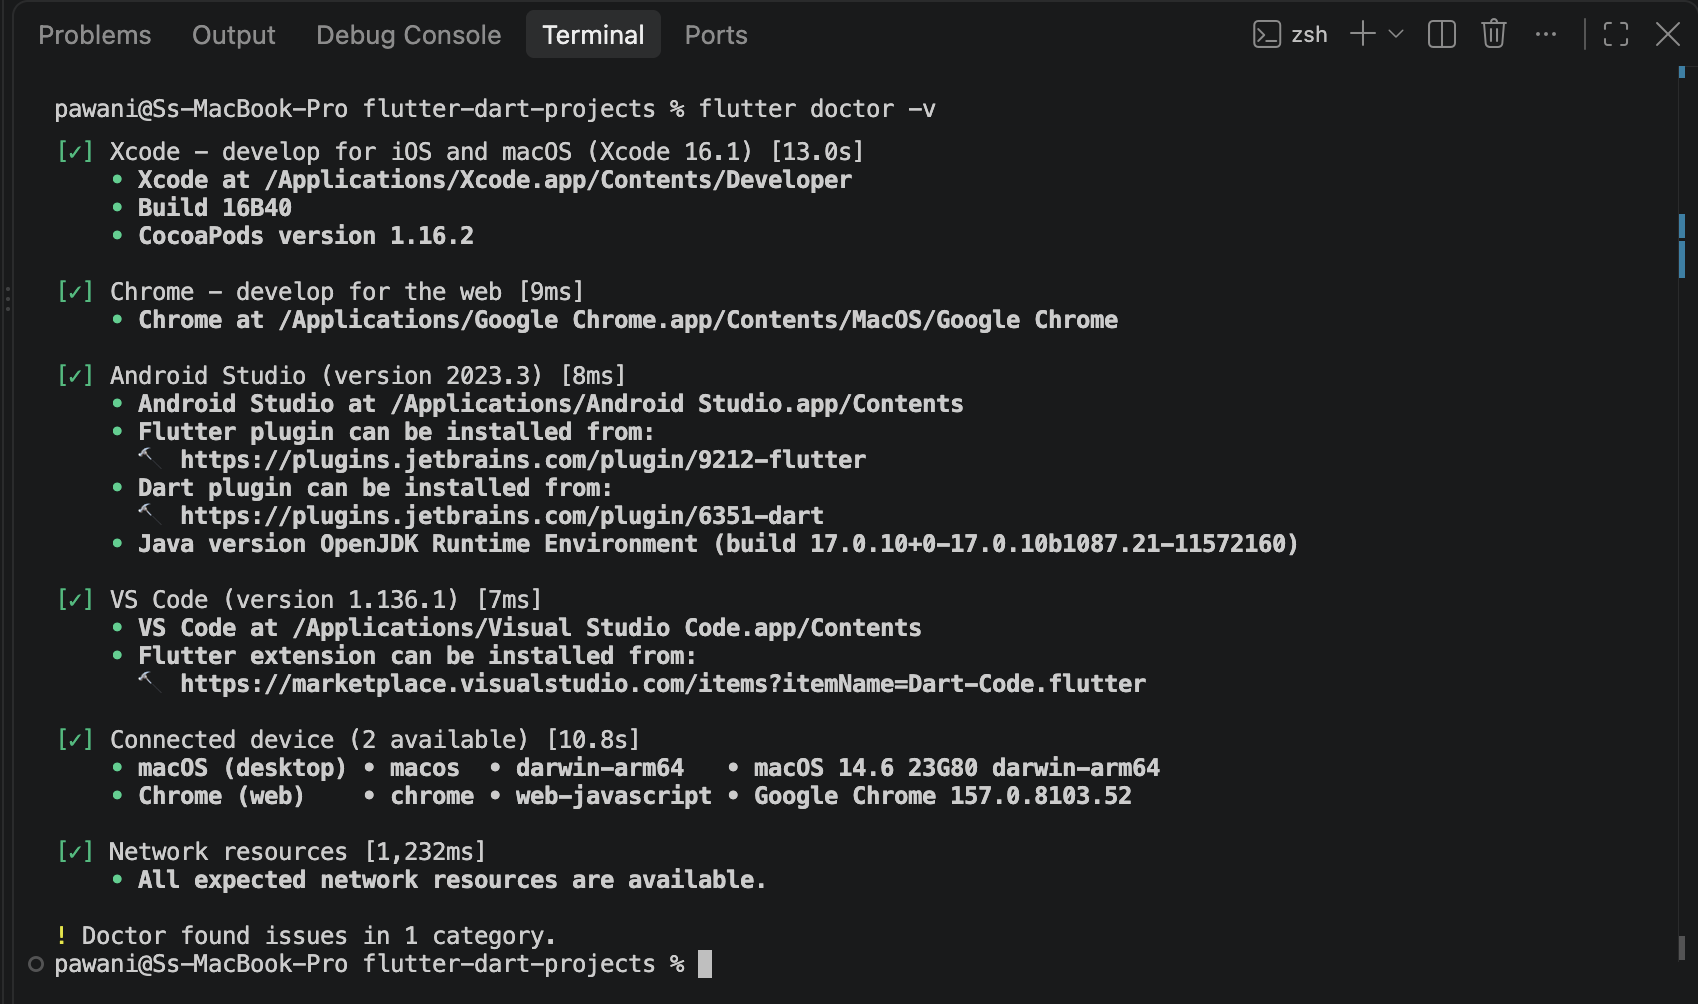 Problems Output Debug Console Terminal Ports zsh
pawani@Ss-MacBook-Pro flutter-dart-projects % flutter doctor -v
[✓] Xcode - develop for iOS and macOS (Xcode 16.1) [13.0s]
• Xcode at /Applications/Xcode.app/Contents/Developer
• Build 16B40
• CocoaPods version 1.16.2
[✓] Chrome - develop for the web [9ms]
• Chrome at /Applications/Google Chrome.app/Contents/MacOS/Google Chrome
[✓] Android Studio (version 2023.3) [8ms]
• Android Studio at /Applications/Android Studio.app/Contents
• Flutter plugin can be installed from:
🔨 https://plugins.jetbrains.com/plugin/9212-flutter
• Dart plugin can be installed from:
🔨 https://plugins.jetbrains.com/plugin/6351-dart
• Java version OpenJDK Runtime Environment (build 17.0.10+0-17.0.10b1087.21-11572160)
[✓] VS Code (version 1.136.1) [7ms]
• VS Code at /Applications/Visual Studio Code.app/Contents
• Flutter extension can be installed from:
🔨 https://marketplace.visualstudio.com/items?itemName=Dart-Code.flutter
[✓] Connected device (2 available) [10.8s]
• macOS (desktop) • macos • darwin-arm64 • macOS 14.6 23G80 darwin-arm64
• Chrome (web) • chrome • web-javascript • Google Chrome 157.0.8103.52
[✓] Network resources [1,232ms]
• All expected network resources are available.
! Doctor found issues in 1 category.
pawani@Ss-MacBook-Pro flutter-dart-projects %